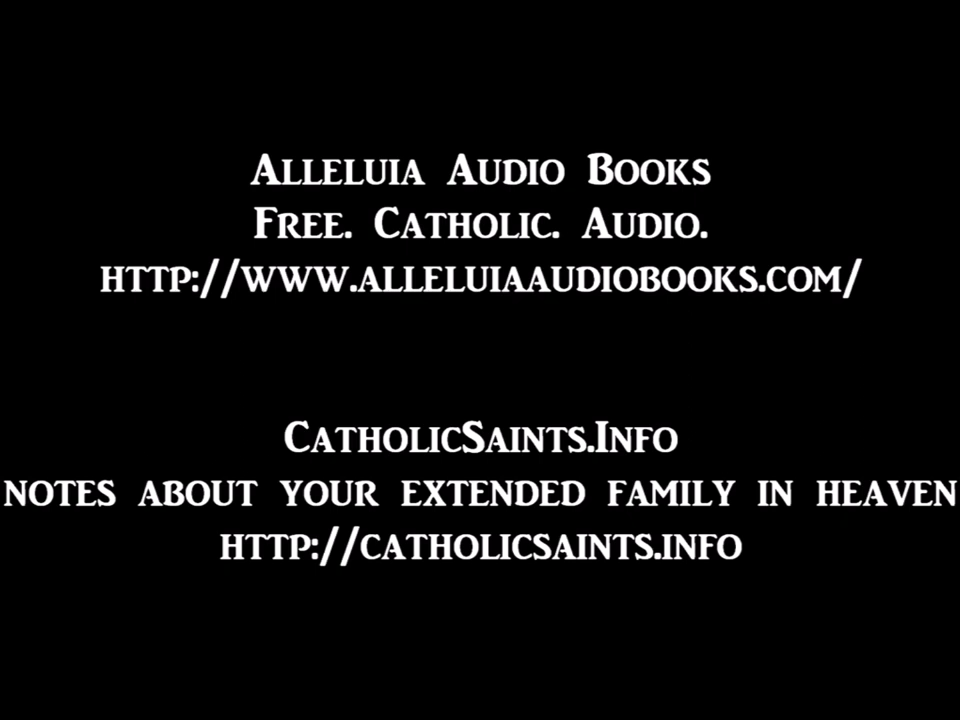 Alleluia Audio Books
Free. Catholic. Audio.
http://www.alleluiaaudiobooks.com/
CatholicSaints.Info
notes about your extended family in heaven
http://catholicsaints.info